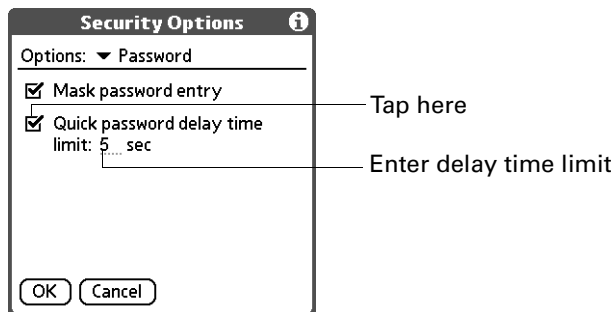 Security Options i
Options: Password
Mask password entry
Quick password delay time
limit: 5 sec
OK Cancel
Tap here
Enter delay time limit